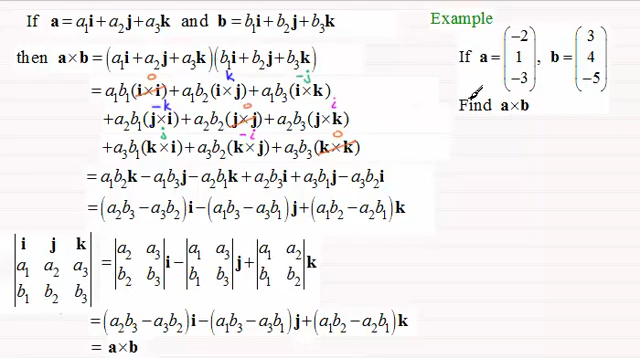 If a = a₁i + a₂j + a₃k and b = b₁i + b₂j + b₃k
then a×b = (a₁i + a₂j + a₃k)(b₁i + b₂j + b₃k)
0 k -j
= a₁b₁(i×i) + a₁b₂(i×j) + a₁b₃(i×k)
-k 0 i
+ a₂b₁(j×i) + a₂b₂(j×j) + a₂b₃(j×k)
j -i 0
+ a₃b₁(k×i) + a₃b₂(k×j) + a₃b₃(k×k)
= a₁b₂k − a₁b₃j − a₂b₁k + a₂b₃i + a₃b₁j − a₃b₂i
= (a₂b₃ − a₃b₂)i − (a₁b₃ − a₃b₁)j + (a₁b₂ − a₂b₁)k
|i j k|
|a₁ a₂ a₃| = |a₂ a₃| i − |a₁ a₃| j + |a₁ a₂| k
|b₁ b₂ b₃| |b₂ b₃| |b₁ b₃| |b₁ b₂|
= (a₂b₃ − a₃b₂)i − (a₁b₃ − a₃b₁)j + (a₁b₂ − a₂b₁)k
= a×b
Example
(−2) (3)
If a = (1), b = (4)
(−3) (−5)
Find a×b